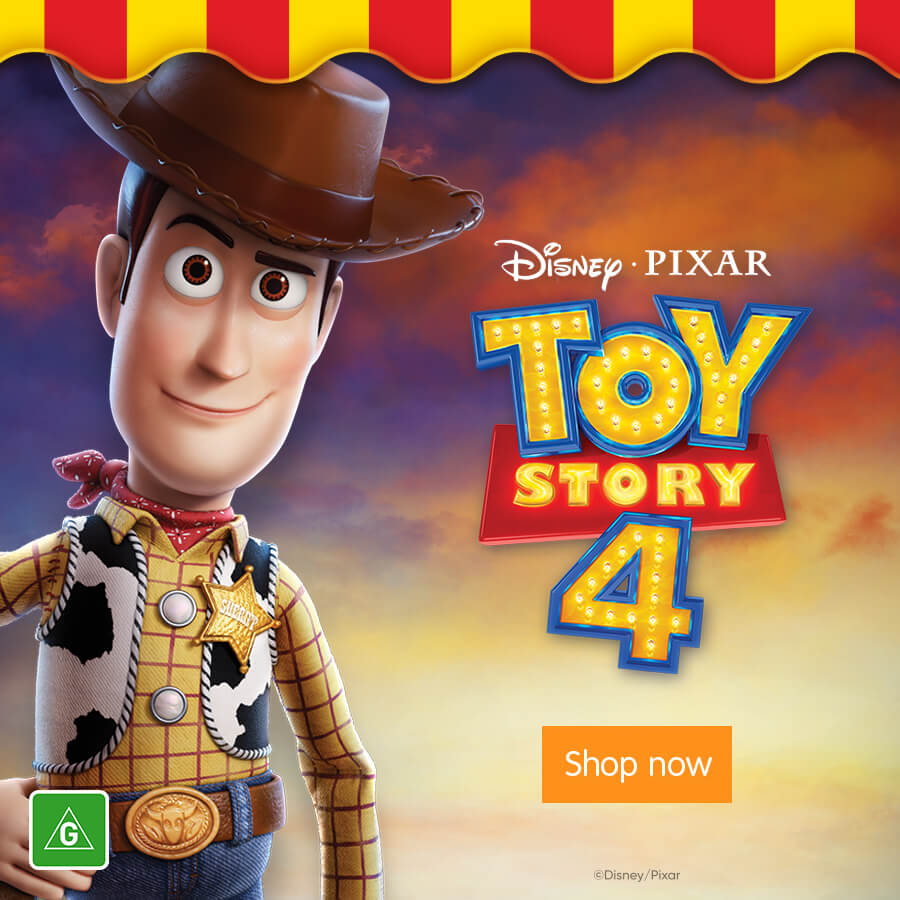 Disney · PIXAR
TOY
STORY
4
SHERIFF
Shop now
G
©Disney/Pixar